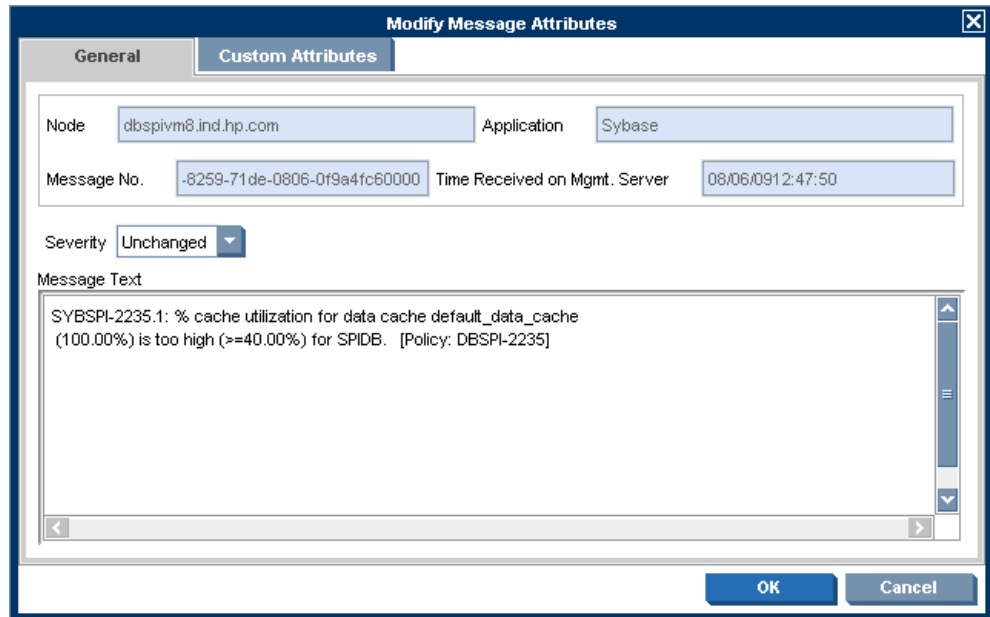 Modify Message Attributes
General
Custom Attributes
Node dbspivm8.ind.hp.com Application Sybase
Message No. -8259-71de-0806-0f9a4fc60000 Time Received on Mgmt. Server 08/06/0912:47:50
Severity Unchanged
Message Text
SYBSPI-2235.1: % cache utilization for data cache default_data_cache
(100.00%) is too high (>=40.00%) for SPIDB. [Policy: DBSPI-2235]
OK Cancel